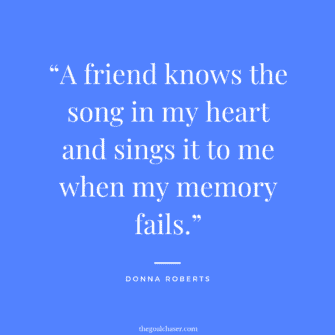 “A friend knows the
song in my heart
and sings it to me
when my memory
fails.”
DONNA ROBERTS
thegoalchaser.com